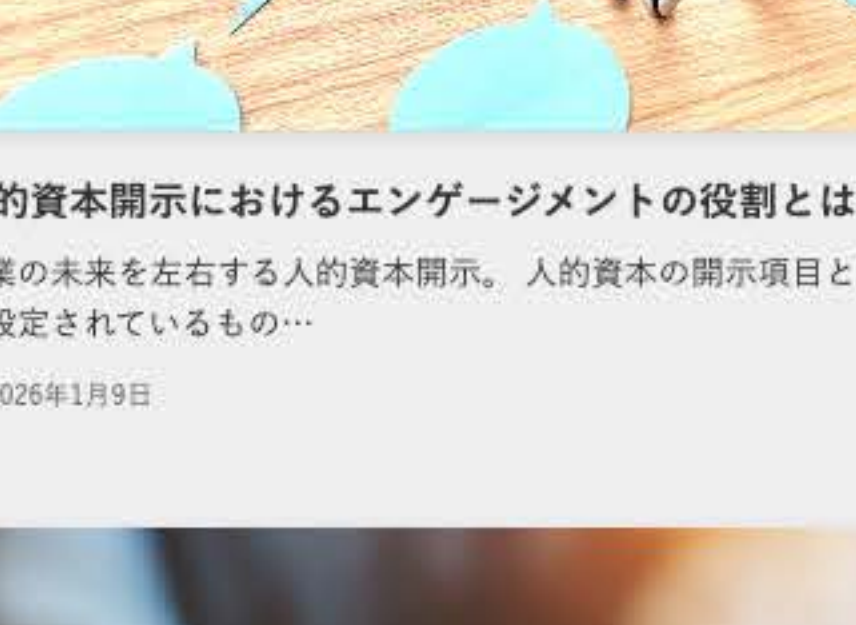 的資本開示におけるエンゲージメントの役割とは
業の未来を左右する人的資本開示。 人的資本の開示項目と
設定されているもの…
026年1月9日